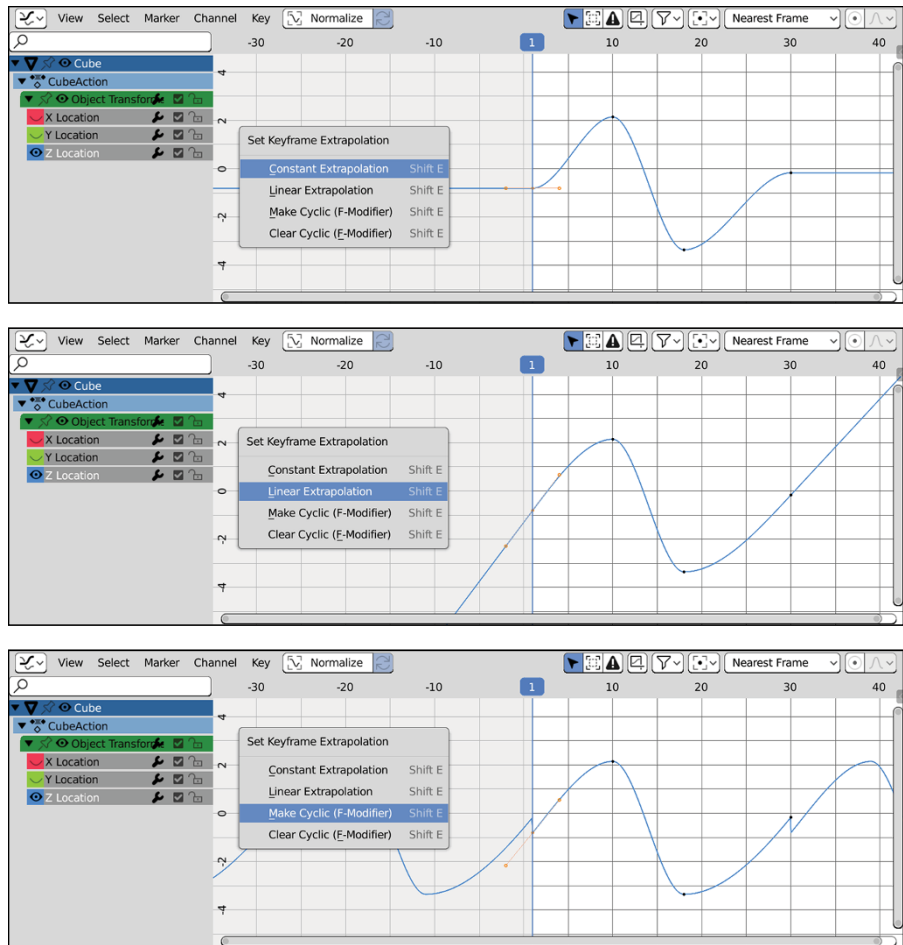 View Select Marker Channel Key Normalize Nearest Frame
-30 -20 -10 1 10 20 30 40
Cube
CubeAction
Object Transforms
X Location
Y Location
Z Location
4
2
0
-2
-4
Set Keyframe Extrapolation
Constant Extrapolation Shift E
Linear Extrapolation Shift E
Make Cyclic (F-Modifier) Shift E
Clear Cyclic (F-Modifier) Shift E
View Select Marker Channel Key Normalize Nearest Frame
-30 -20 -10 1 10 20 30 40
Cube
CubeAction
Object Transforms
X Location
Y Location
Z Location
4
2
0
-2
-4
Set Keyframe Extrapolation
Constant Extrapolation Shift E
Linear Extrapolation Shift E
Make Cyclic (F-Modifier) Shift E
Clear Cyclic (F-Modifier) Shift E
View Select Marker Channel Key Normalize Nearest Frame
-30 -20 -10 1 10 20 30 40
Cube
CubeAction
Object Transforms
X Location
Y Location
Z Location
4
2
0
-2
-4
Set Keyframe Extrapolation
Constant Extrapolation Shift E
Linear Extrapolation Shift E
Make Cyclic (F-Modifier) Shift E
Clear Cyclic (F-Modifier) Shift E